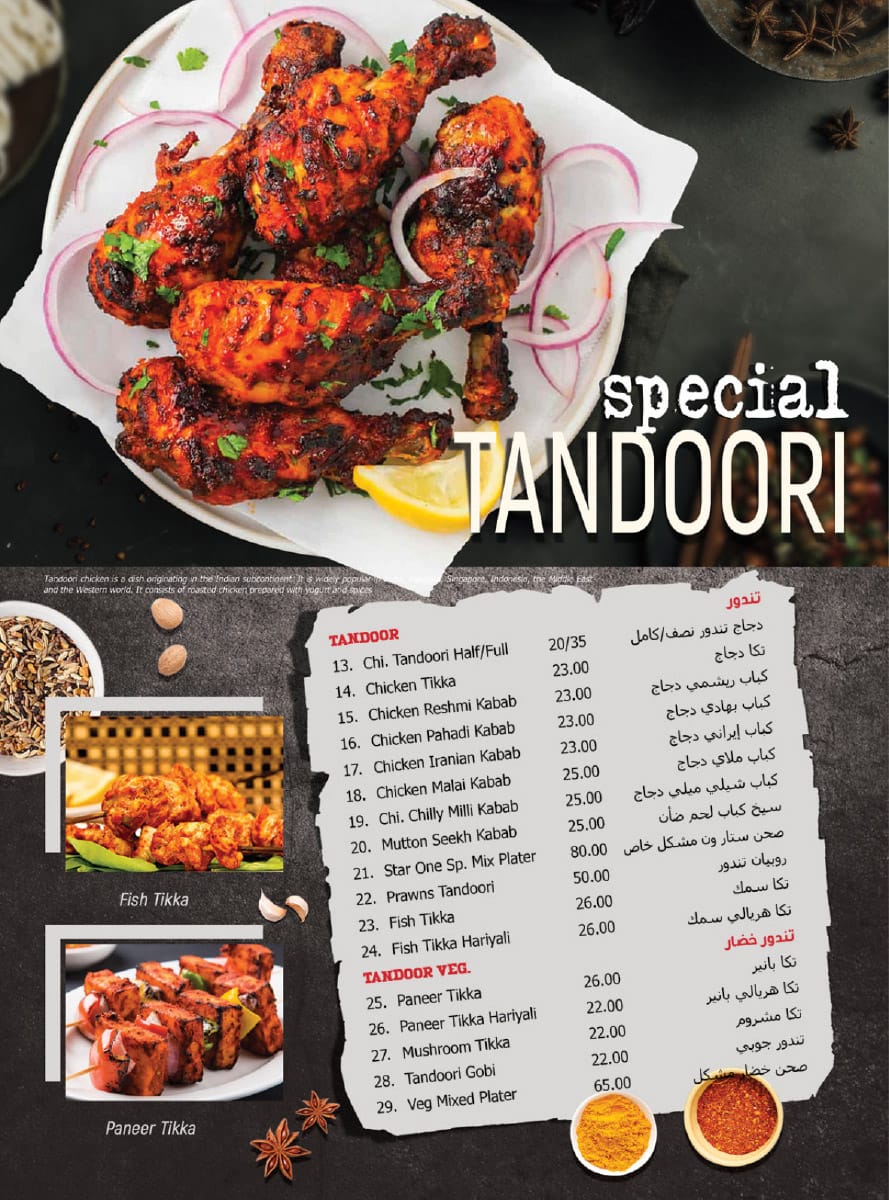 special
TANDOORI
Tandoori chicken is a dish originating in the Indian subcontinent. It is widely popular Singapore, Indonesia, the Middle East
and the Western world. It consists of roasted chicken prepared with yogurt and spices
TANDOOR تندور
13. Chi. Tandoori Half/Full 20/35 دجاج تندور نصف/كامل
14. Chicken Tikka 23.00 تكا دجاج
15. Chicken Reshmi Kabab 23.00 كباب ريشمي دجاج
16. Chicken Pahadi Kabab 23.00 كباب بهادي دجاج
17. Chicken Iranian Kabab 23.00 كباب إيراني دجاج
18. Chicken Malai Kabab 25.00 كباب ملاي دجاج
19. Chi. Chilly Milli Kabab 25.00 كباب شيلي ميلي دجاج
20. Mutton Seekh Kabab 25.00 سيخ كباب لحم ضأن
21. Star One Sp. Mix Plater 80.00 صحن ستار ون مشكل خاص
22. Prawns Tandoori 50.00 روبيان تندور
23. Fish Tikka 26.00 تكا سمك
24. Fish Tikka Hariyali 26.00 تكا هريالي سمك
TANDOOR VEG. تندور خضار
25. Paneer Tikka 26.00 تكا بانير
26. Paneer Tikka Hariyali 22.00 تكا هريالي بانير
27. Mushroom Tikka 22.00 تكا مشروم
28. Tandoori Gobi 22.00 تندور جوبي
29. Veg Mixed Plater 65.00 صحن خضار مشكل
Fish Tikka
Paneer Tikka